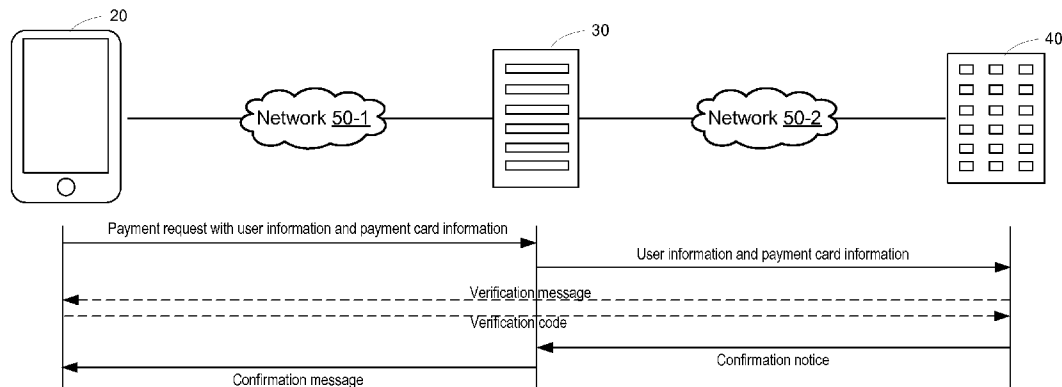 20
30
40
Network 50-1
Network 50-2
Payment request with user information and payment card information
User information and payment card information
Verification message
Verification code
Confirmation notice
Confirmation message